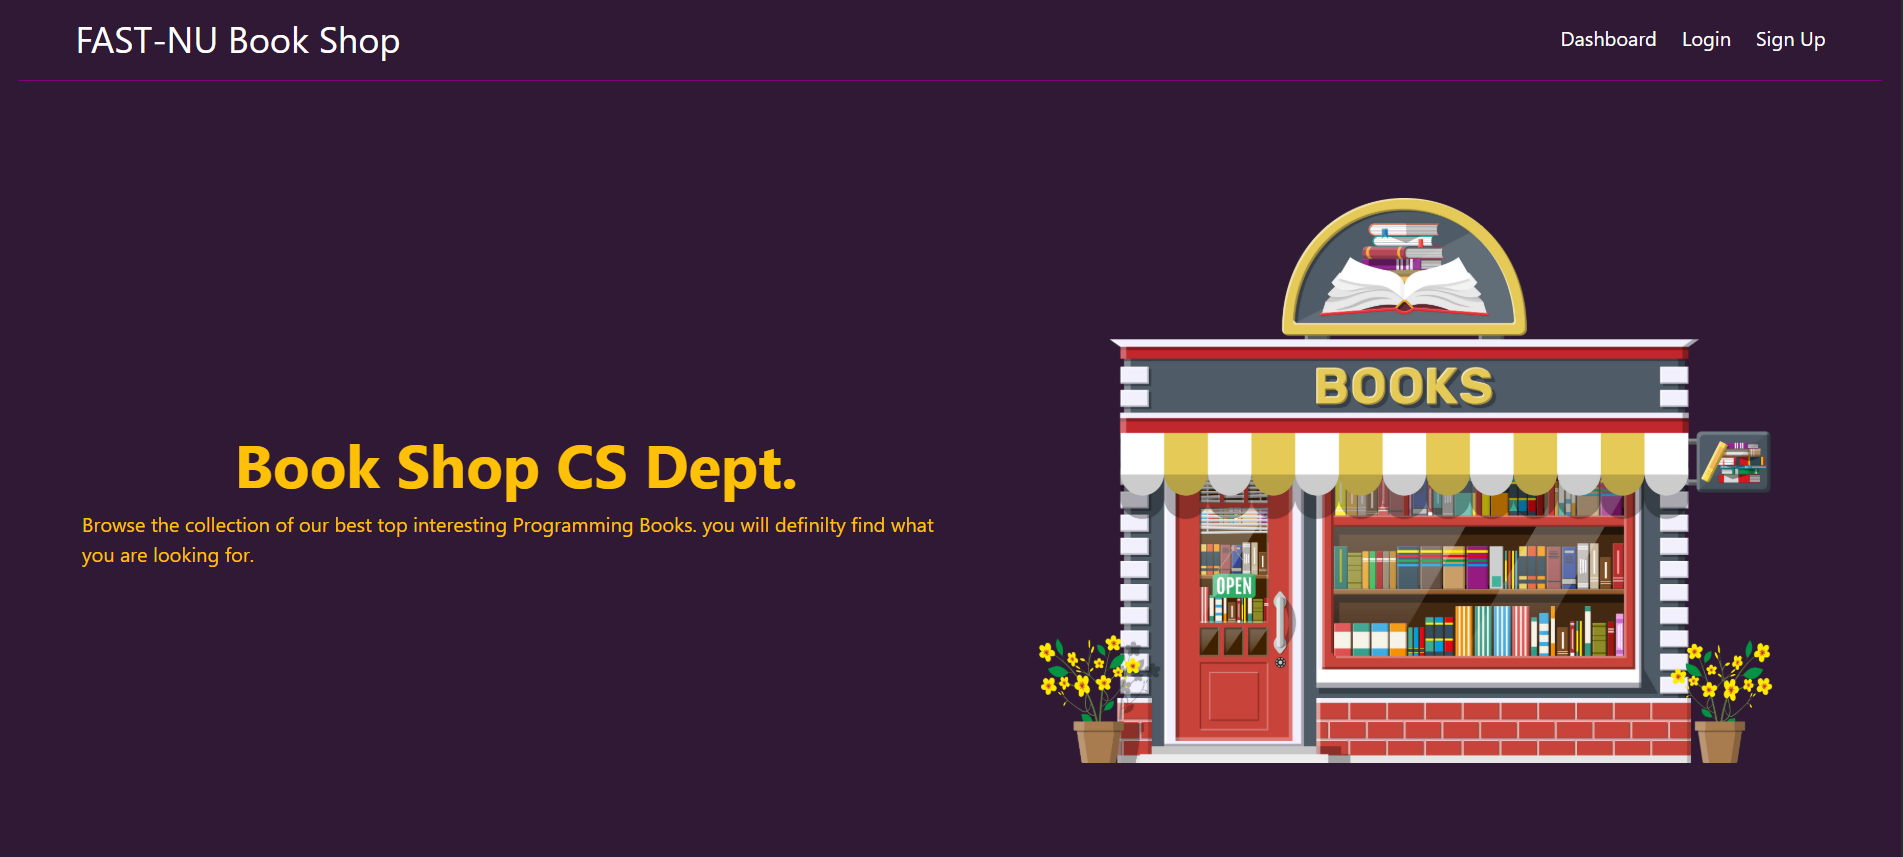 FAST-NU Book Shop
Dashboard Login Sign Up
BOOKS
Book Shop CS Dept.
Browse the collection of our best top interesting Programming Books. you will definilty find what
you are looking for.
OPEN